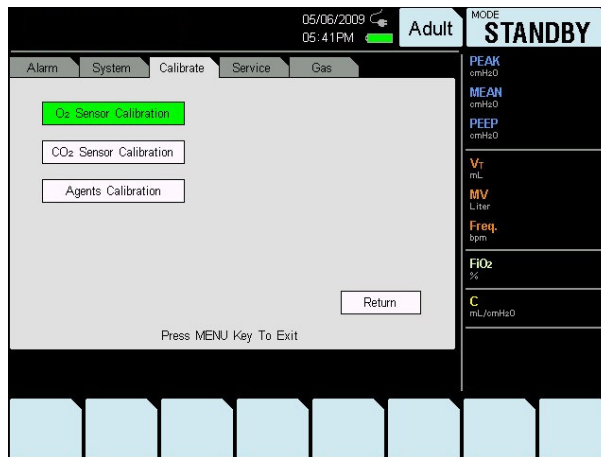 05/06/2009
05:41PM
Adult
MODE
STANDBY
Alarm
System
Calibrate
Service
Gas
O₂ Sensor Calibration
CO₂ Sensor Calibration
Agents Calibration
Return
Press MENU Key To Exit
PEAK
cmH2O
MEAN
cmH2O
PEEP
cmH2O
VT
mL
MV
Liter
Freq.
bpm
FiO₂
%
C
mL/cmH2O